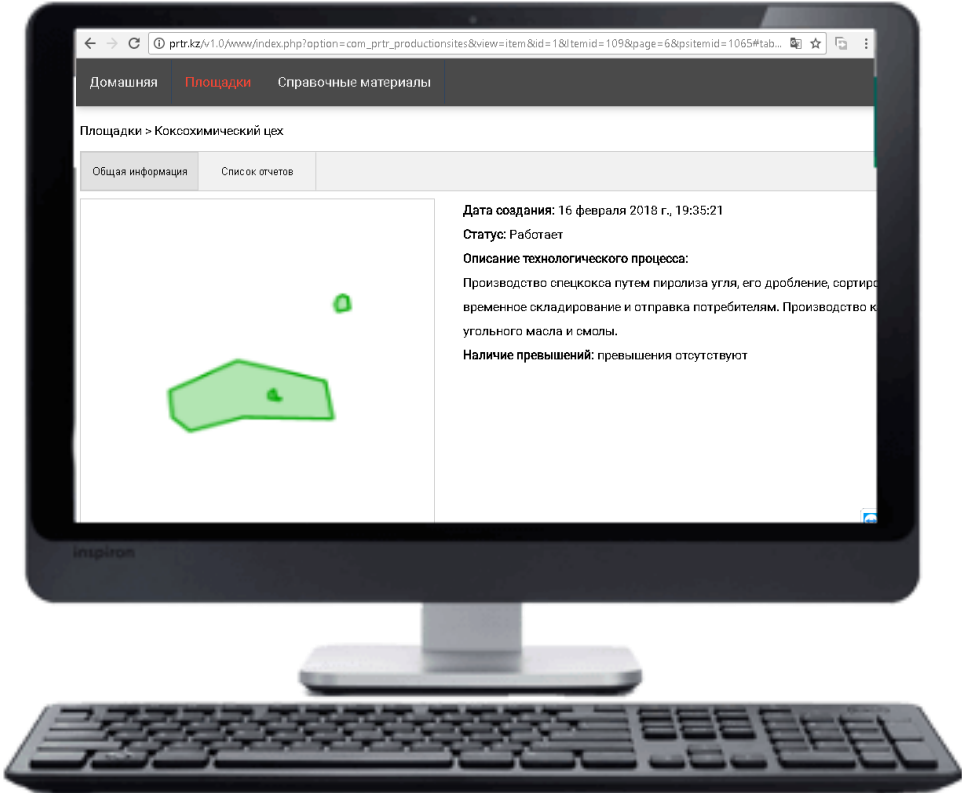 prtr.kz/v1.0/www/index.php?option=com_prtr_productionsites&view=item&id=1&Itemid=109&page=6&psitemid=1065#tab...
Домашняя Площадки Справочные материалы
Площадки > Коксохимический цех
Общая информация Список отчетов
Дата создания: 16 февраля 2018 г., 19:35:21
Статус: Работает
Описание технологического процесса:
Производство спецкокса путем пиролиза угля, его дробление, сортиро
временное складирование и отправка потребителям. Производство к
угольного масла и смолы.
Наличие превышений: превышения отсутствуют
inspiron